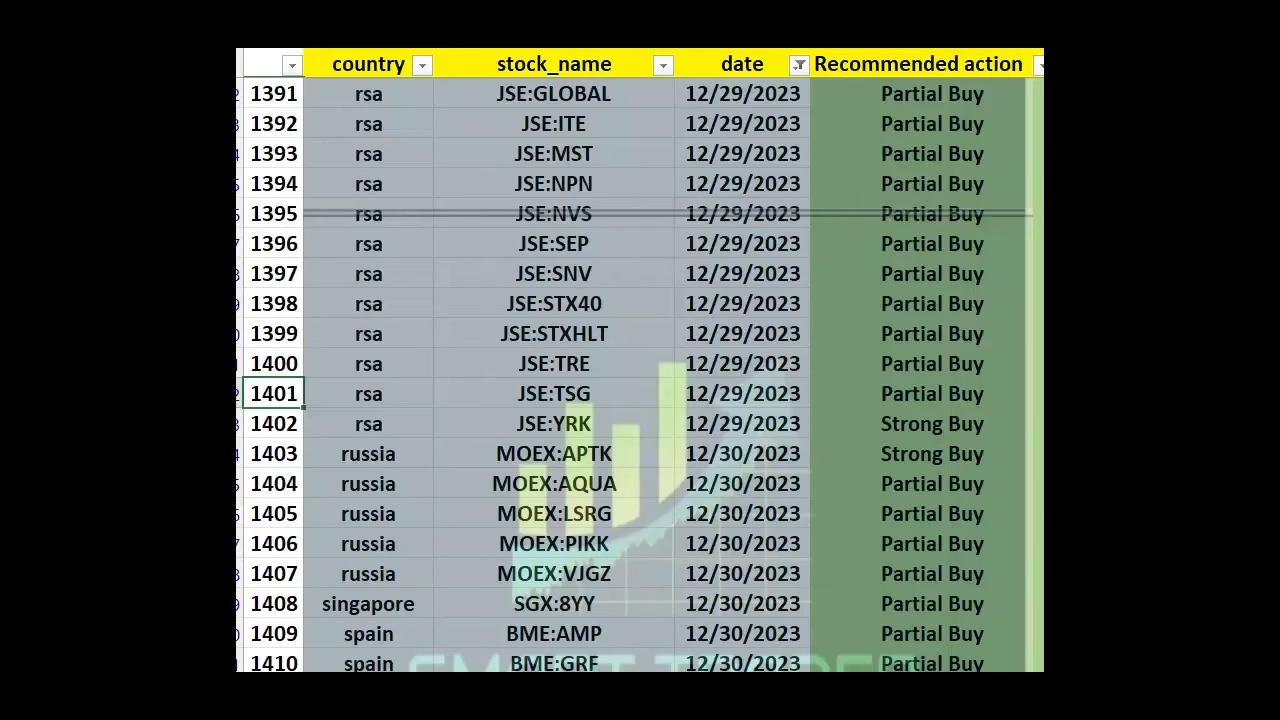 country stock_name date Recommended action
1391 rsa JSE:GLOBAL 12/29/2023 Partial Buy
1392 rsa JSE:ITE 12/29/2023 Partial Buy
1393 rsa JSE:MST 12/29/2023 Partial Buy
1394 rsa JSE:NPN 12/29/2023 Partial Buy
1395 rsa JSE:NVS 12/29/2023 Partial Buy
1396 rsa JSE:SEP 12/29/2023 Partial Buy
1397 rsa JSE:SNV 12/29/2023 Partial Buy
1398 rsa JSE:STX40 12/29/2023 Partial Buy
1399 rsa JSE:STXHLT 12/29/2023 Partial Buy
1400 rsa JSE:TRE 12/29/2023 Partial Buy
1401 rsa JSE:TSG 12/29/2023 Partial Buy
1402 rsa JSE:YRK 12/29/2023 Strong Buy
1403 russia MOEX:APTK 12/30/2023 Strong Buy
1404 russia MOEX:AQUA 12/30/2023 Partial Buy
1405 russia MOEX:LSRG 12/30/2023 Partial Buy
1406 russia MOEX:PIKK 12/30/2023 Partial Buy
1407 russia MOEX:VJGZ 12/30/2023 Partial Buy
1408 singapore SGX:8YY 12/30/2023 Partial Buy
1409 spain BME:AMP 12/30/2023 Partial Buy
1410 spain BME:GRF 12/30/2023 Partial Buy